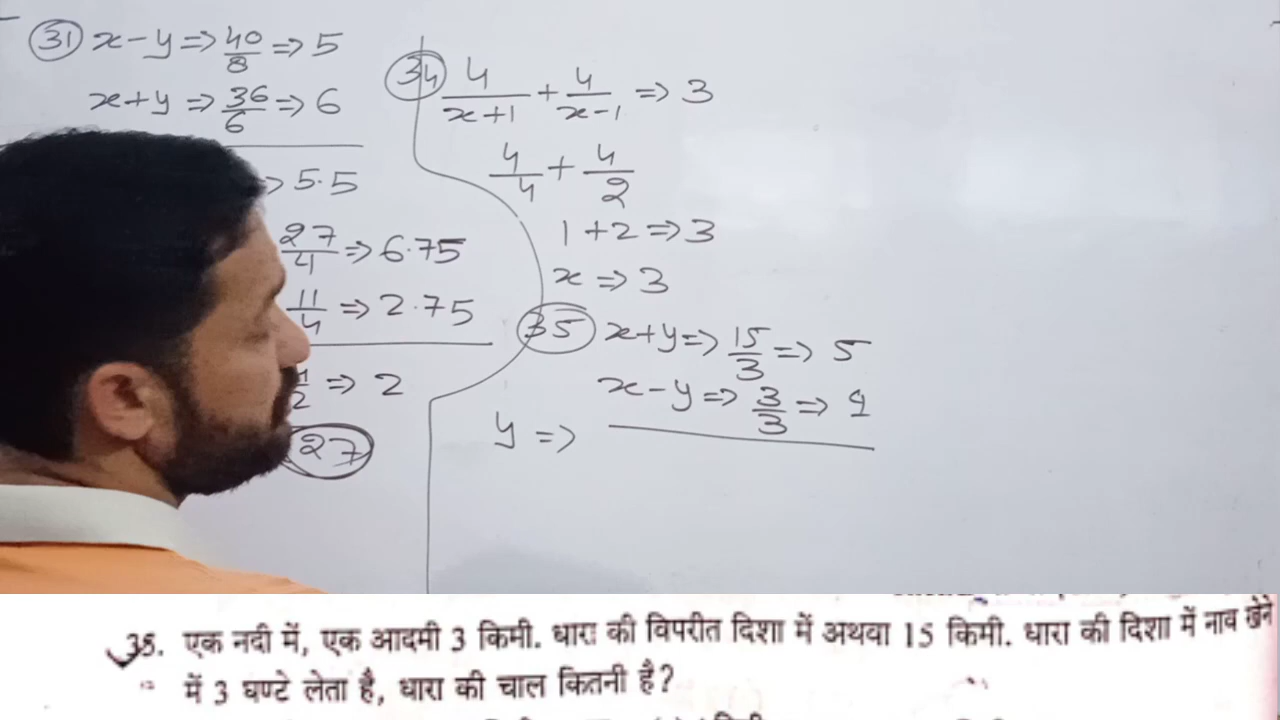 (31) x-y => 40/8 => 5
x+y => 36/6 => 6
> 5.5
27/4 => 6.75
11/4 => 2.75
/2 => 2
27
(34) 4/(x+1) + 4/(x-1) => 3
4/4 + 4/2
1+2 => 3
x => 3
(35) x+y => 15/3 => 5
x-y => 3/3 => 1
y =>
35. एक नदी में, एक आदमी 3 किमी. धारा की विपरीत दिशा में अथवा 15 किमी. धारा की दिशा में नाव खेने
में 3 घण्टे लेता है, धारा की चाल कितनी है?